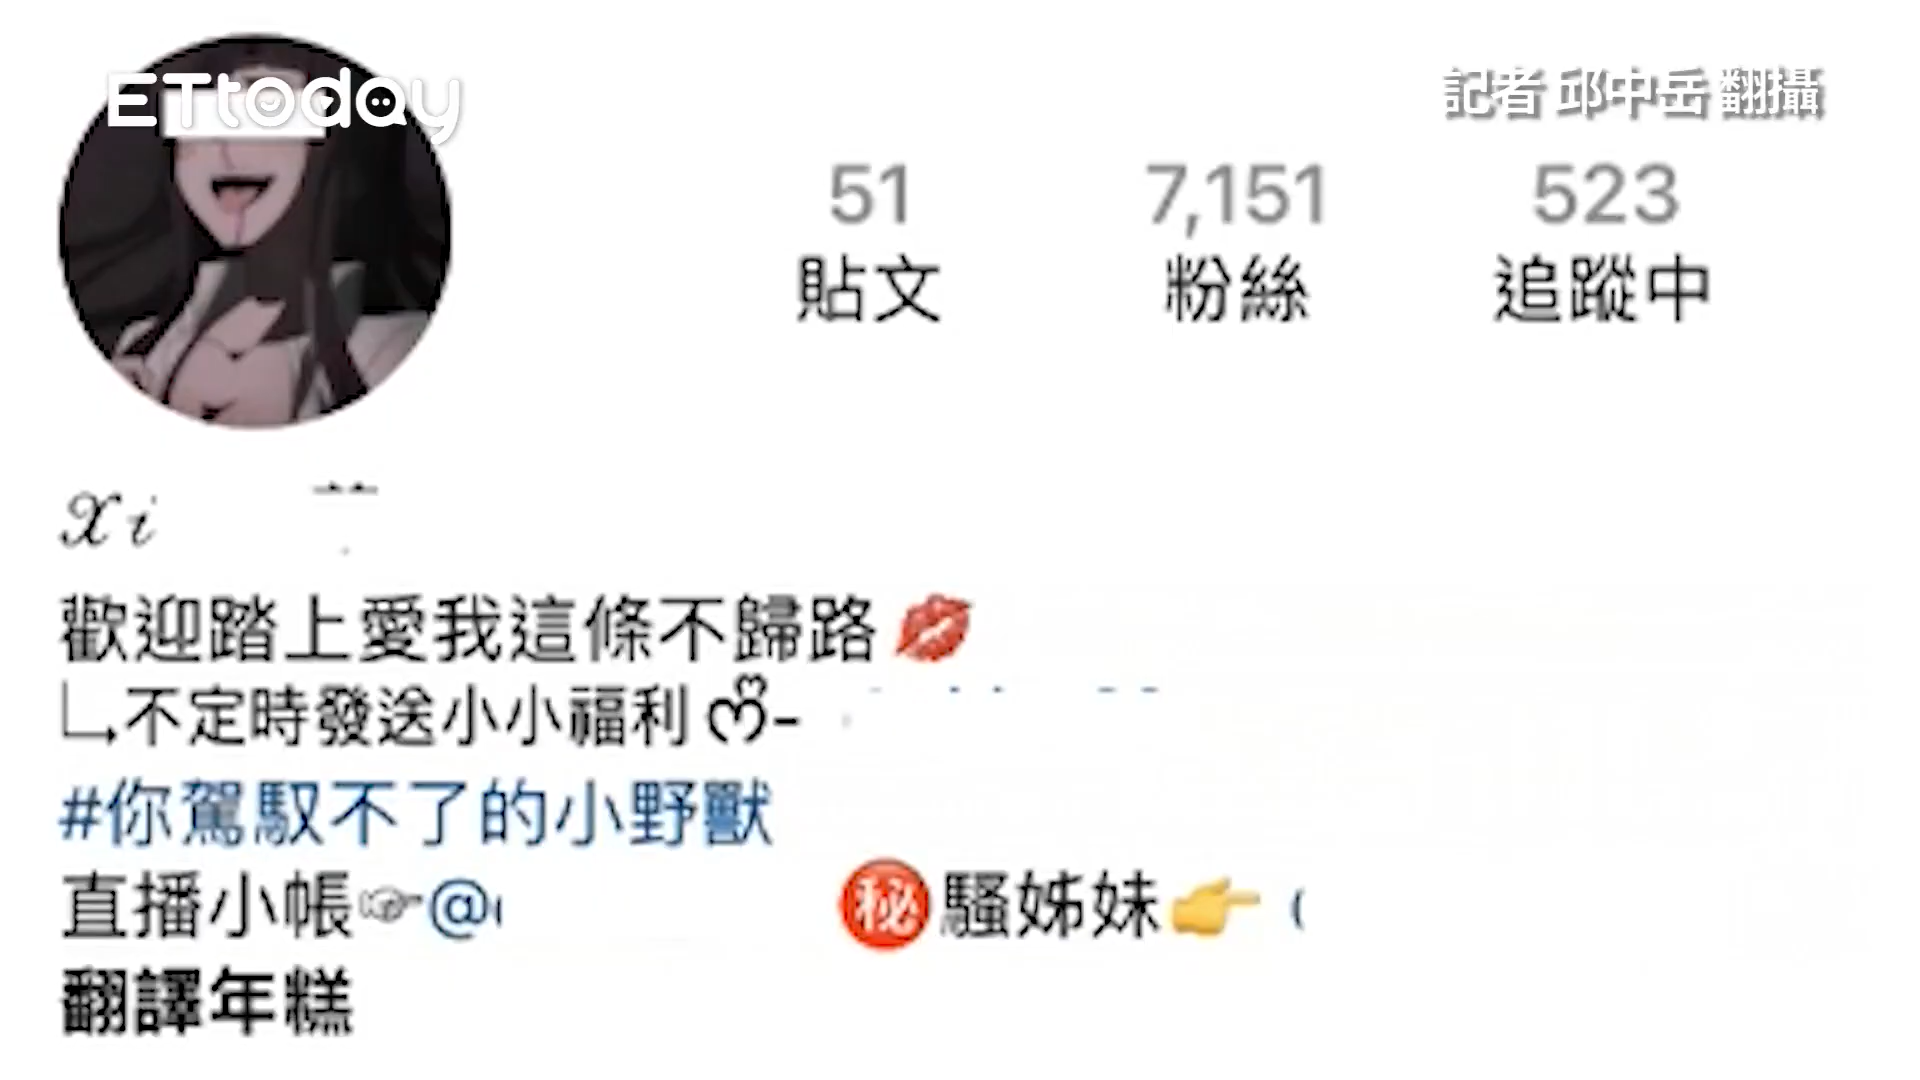 ETtoday
記者 邱中岳 翻攝
51 7,151 523
貼文 粉絲 追蹤中
𝒳𝒾
歡迎踏上愛我這條不歸路 💋
╰→不定時發送小小福利 ෆ⁠-
#你駕馭不了的小野獸
直播小帳☞@
㊙️騷姊妹👉
翻譯年糕